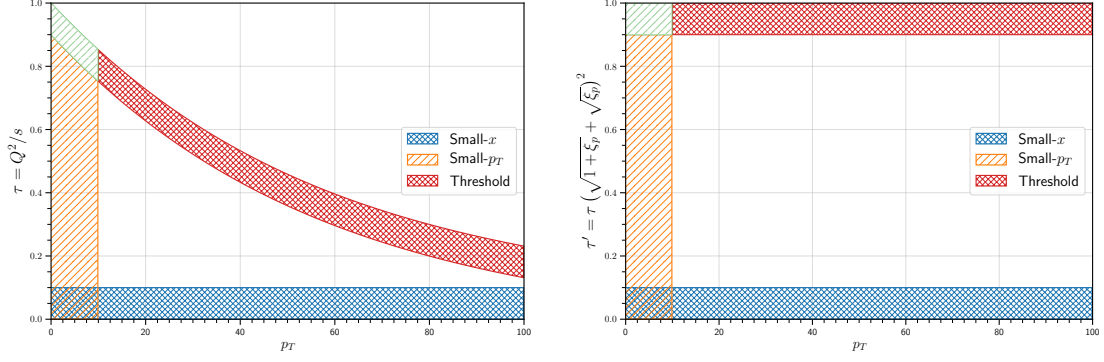 1.0
0.8
0.6
0.4
0.2
0.0
0 20 40 60 80 100
τ = Q²/s
p_T
Small-x
Small-p_T
Threshold
1.0
0.8
0.6
0.4
0.2
0.0
0 20 40 60 80 100
τ′ = τ (√(1 + ξ_p) + √ξ_p)²
p_T
Small-x
Small-p_T
Threshold